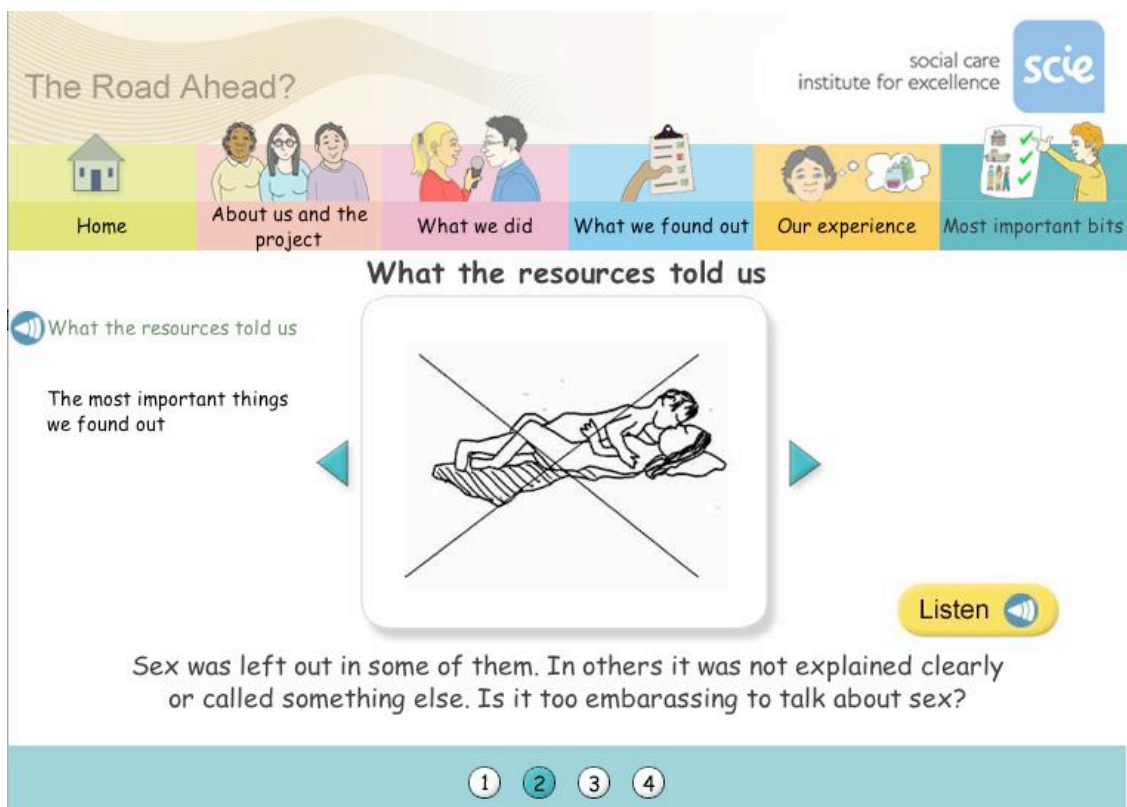 The Road Ahead?
social care
institute for excellence
scie
Home
About us and the
project
What we did
What we found out
Our experience
Most important bits
What the resources told us
What the resources told us
The most important things
we found out
Listen
Sex was left out in some of them. In others it was not explained clearly
or called something else. Is it too embarassing to talk about sex?
1
2
3
4